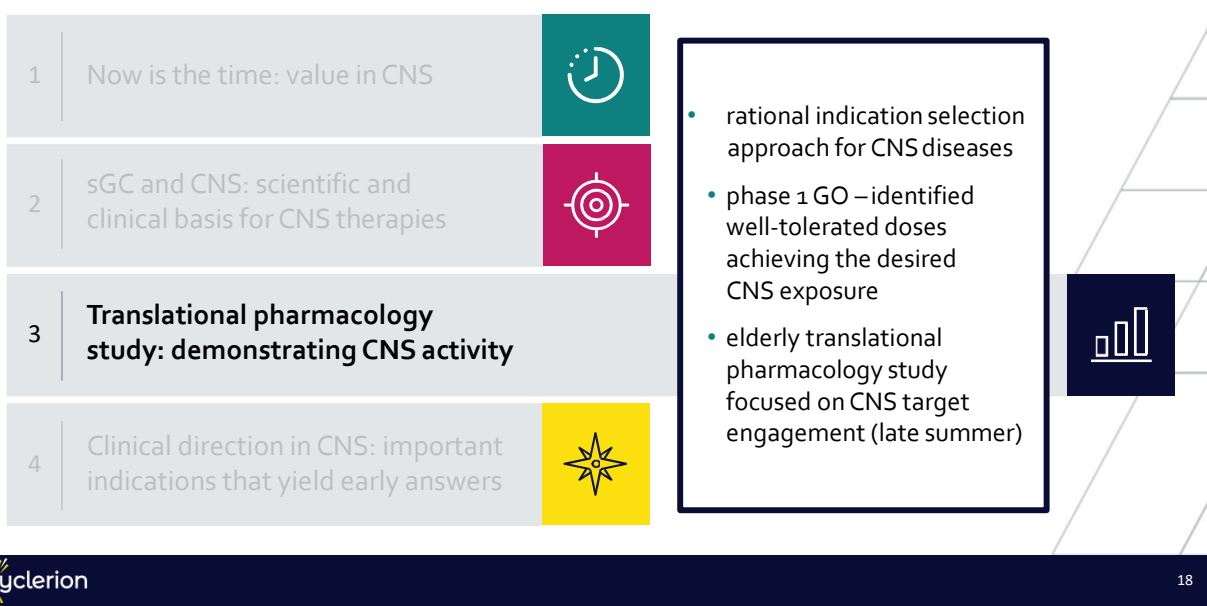 1
Now is the time: value in CNS
2
sGC and CNS: scientific and
clinical basis for CNS therapies
3
Translational pharmacology
study: demonstrating CNS activity
4
Clinical direction in CNS: important
indications that yield early answers
• rational indication selection
approach for CNS diseases
• phase 1 GO – identified
well-tolerated doses
achieving the desired
CNS exposure
• elderly translational
pharmacology study
focused on CNS target
engagement (late summer)
yclerion
18